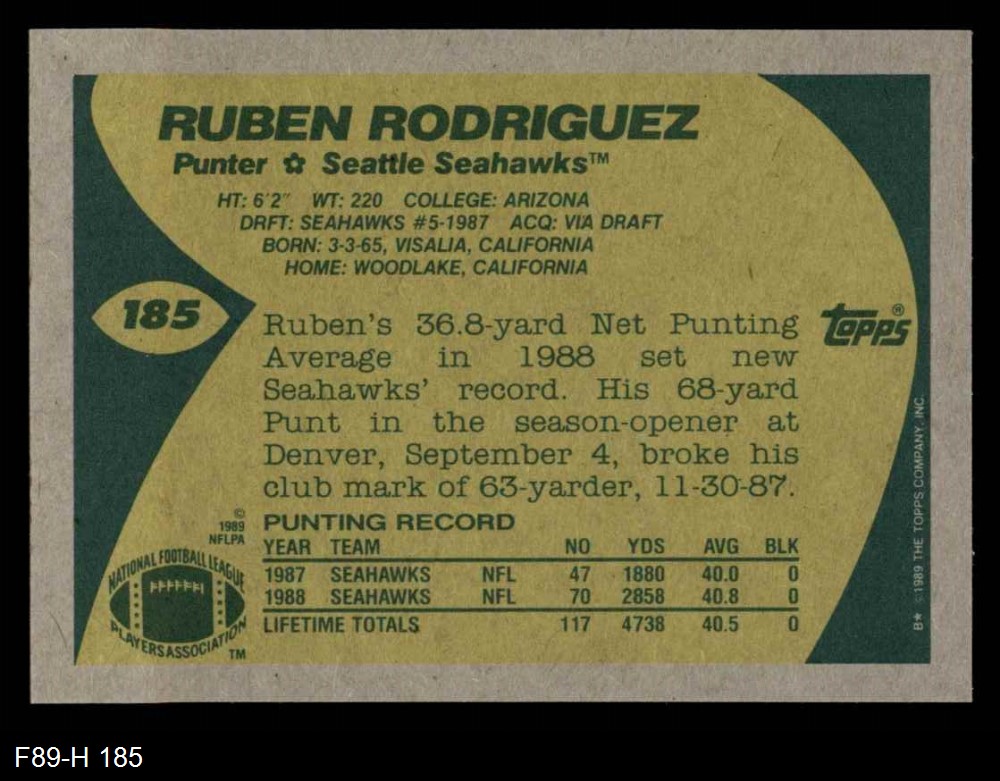 RUBEN RODRIGUEZ
Punter ✿ Seattle Seahawks™
HT: 6'2" WT: 220 COLLEGE: ARIZONA
DRFT: SEAHAWKS #5-1987 ACQ: VIA DRAFT
BORN: 3-3-65, VISALIA, CALIFORNIA
HOME: WOODLAKE, CALIFORNIA
185
topps®
Ruben's 36.8-yard Net Punting
Average in 1988 set new
Seahawks' record. His 68-yard
Punt in the season-opener at
Denver, September 4, broke his
club mark of 63-yarder, 11-30-87.
©
1989
NFLPA
NATIONAL FOOTBALL LEAGUE
PLAYERS ASSOCIATION
TM
PUNTING RECORD
YEAR TEAM NO YDS AVG BLK
1987 SEAHAWKS NFL 47 1880 40.0 0
1988 SEAHAWKS NFL 70 2858 40.8 0
LIFETIME TOTALS 117 4738 40.5 0
B* ©1989 THE TOPPS COMPANY, INC.
F89-H 185